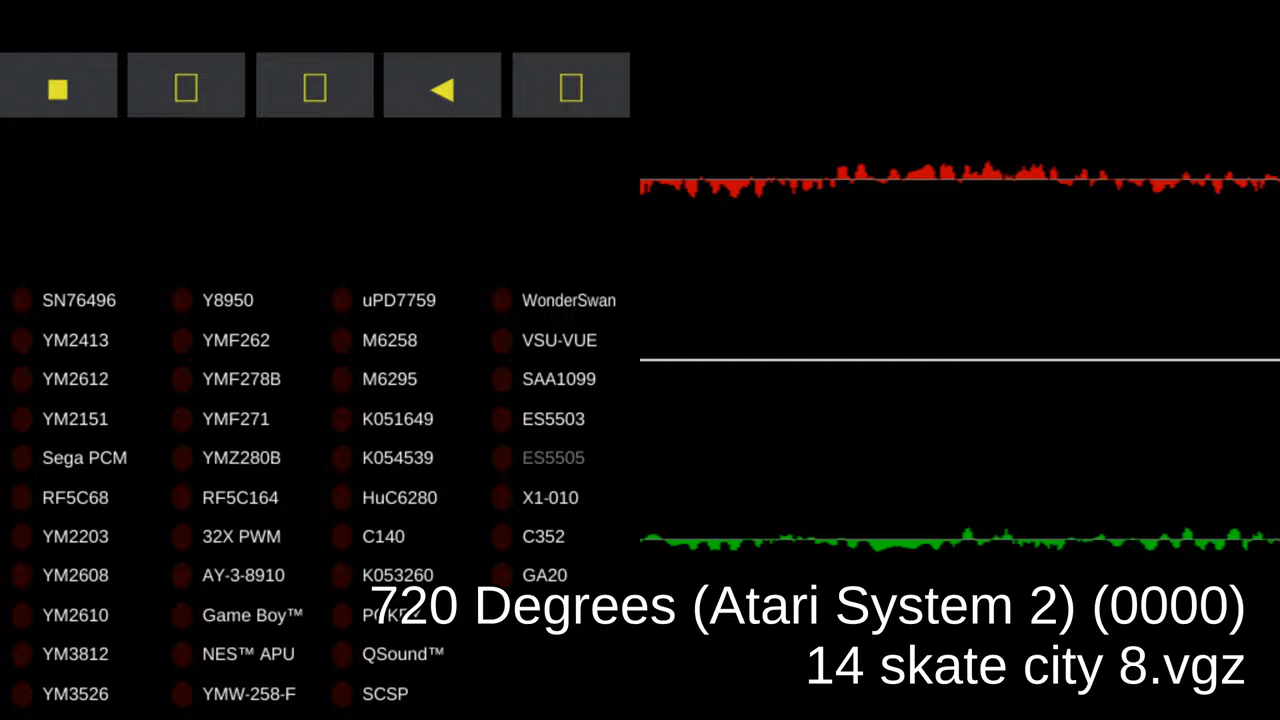 SN76496 Y8950 uPD7759 WonderSwan
YM2413 YMF262 M6258 VSU-VUE
YM2612 YMF278B M6295 SAA1099
YM2151 YMF271 K051649 ES5503
Sega PCM YMZ280B K054539 ES5505
RF5C68 RF5C164 HuC6280 X1-010
YM2203 32X PWM C140 C352
YM2608 AY-3-8910 K053260 GA20
YM2610 Game Boy™
720 Degrees (Atari System 2) (0000)
YM3812 NES™ APU QSound™
14 skate city 8.vgz
YM3526 YMW-258-F SCSP